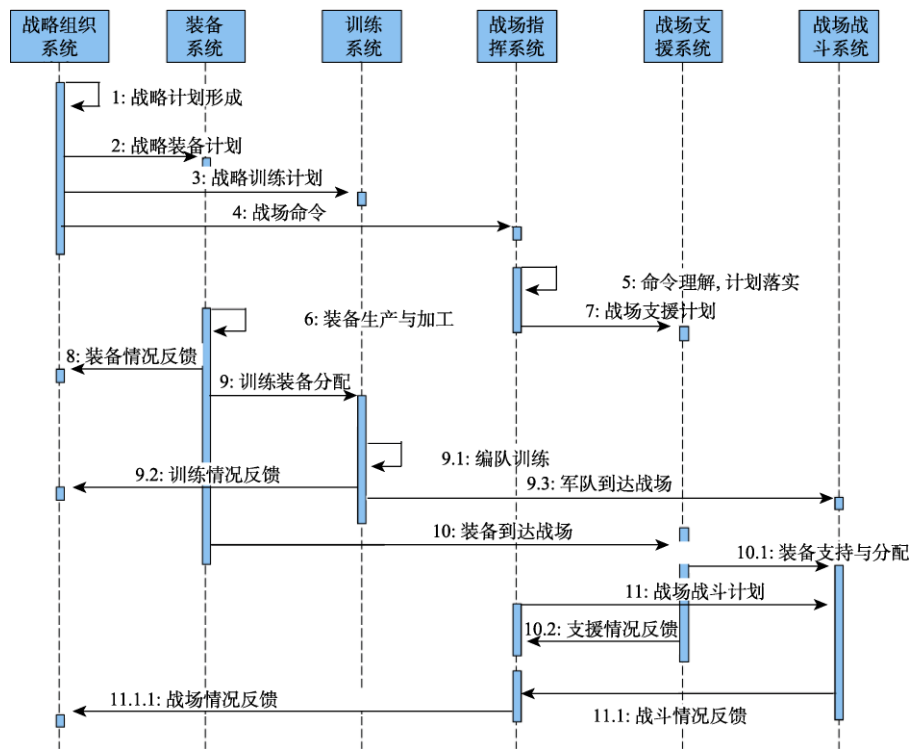 战略组织
系统
装备
系统
训练
系统
战场指
挥系统
战场支
援系统
战场战
斗系统
1: 战略计划形成
2: 战略装备计划
3: 战略训练计划
4: 战场命令
5: 命令理解, 计划落实
6: 装备生产与加工
7: 战场支援计划
8: 装备情况反馈
9: 训练装备分配
9.1: 编队训练
9.2: 训练情况反馈
9.3: 军队到达战场
10: 装备到达战场
10.1: 装备支持与分配
11: 战场战斗计划
10.2: 支援情况反馈
11.1.1: 战场情况反馈
11.1: 战斗情况反馈